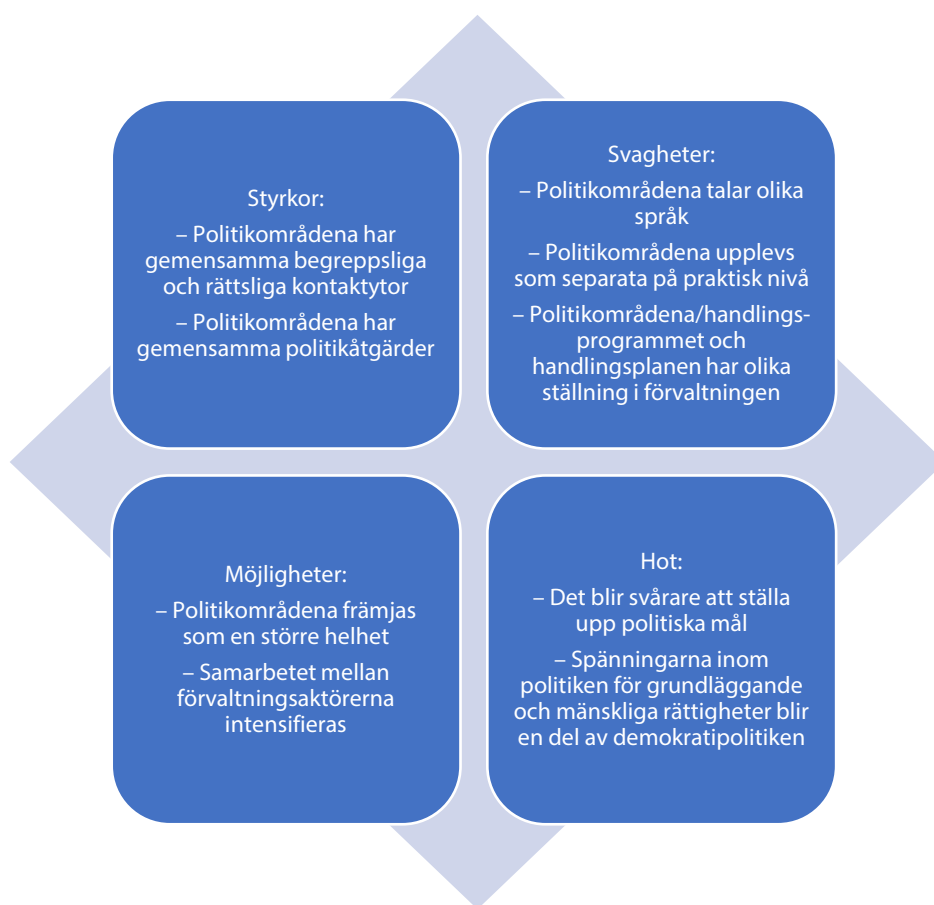 Styrkor:
– Politikområdena har
gemensamma begreppsliga
och rättsliga kontaktytor
– Politikområdena har
gemensamma politikåtgärder
Svagheter:
– Politikområdena talar olika
språk
– Politikområdena upplevs
som separata på praktisk nivå
– Politikområdena/handlings-
programmet och
handlingsplanen har olika
ställning i förvaltningen
Möjligheter:
– Politikområdena främjas
som en större helhet
– Samarbetet mellan
förvaltningsaktörerna
intensifieras
Hot:
– Det blir svårare att ställa
upp politiska mål
– Spänningarna inom
politiken för grundläggande
och mänskliga rättigheter blir
en del av demokratipolitiken